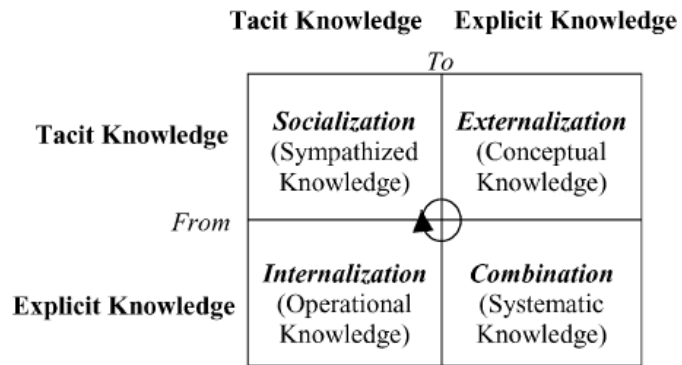 Tacit Knowledge Explicit Knowledge
To
Tacit Knowledge
Socialization
(Sympathized
Knowledge)
Externalization
(Conceptual
Knowledge)
From
Explicit Knowledge
Internalization
(Operational
Knowledge)
Combination
(Systematic
Knowledge)